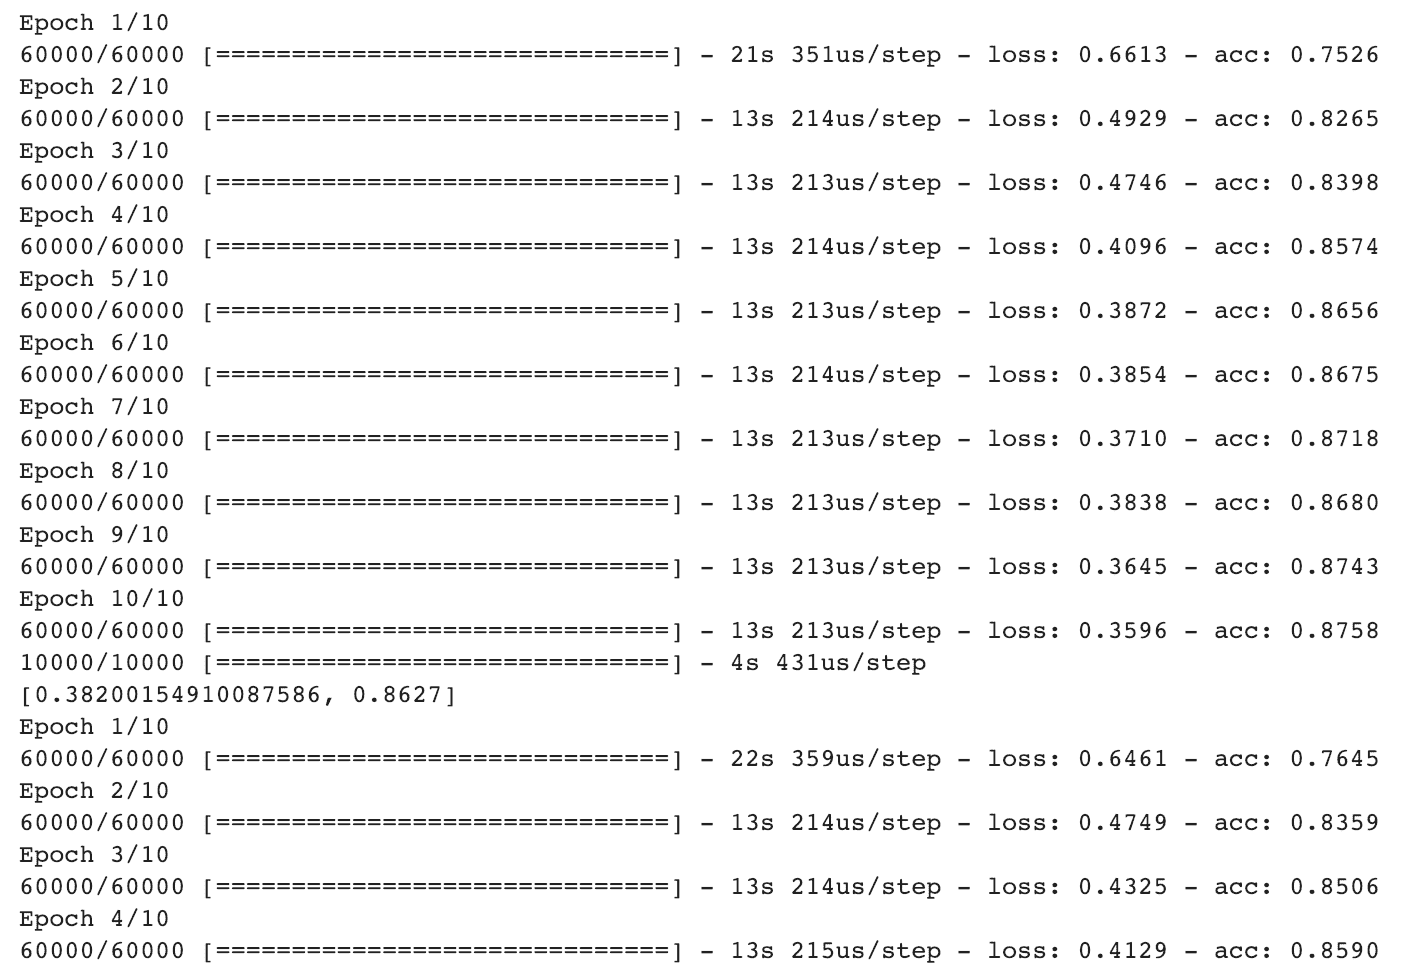 Epoch 1/10
60000/60000 [==============================] - 21s 351us/step - loss: 0.6613 - acc: 0.7526
Epoch 2/10
60000/60000 [==============================] - 13s 214us/step - loss: 0.4929 - acc: 0.8265
Epoch 3/10
60000/60000 [==============================] - 13s 213us/step - loss: 0.4746 - acc: 0.8398
Epoch 4/10
60000/60000 [==============================] - 13s 214us/step - loss: 0.4096 - acc: 0.8574
Epoch 5/10
60000/60000 [==============================] - 13s 213us/step - loss: 0.3872 - acc: 0.8656
Epoch 6/10
60000/60000 [==============================] - 13s 214us/step - loss: 0.3854 - acc: 0.8675
Epoch 7/10
60000/60000 [==============================] - 13s 213us/step - loss: 0.3710 - acc: 0.8718
Epoch 8/10
60000/60000 [==============================] - 13s 213us/step - loss: 0.3838 - acc: 0.8680
Epoch 9/10
60000/60000 [==============================] - 13s 213us/step - loss: 0.3645 - acc: 0.8743
Epoch 10/10
60000/60000 [==============================] - 13s 213us/step - loss: 0.3596 - acc: 0.8758
10000/10000 [==============================] - 4s 431us/step
[0.38200154910087586, 0.8627]
Epoch 1/10
60000/60000 [==============================] - 22s 359us/step - loss: 0.6461 - acc: 0.7645
Epoch 2/10
60000/60000 [==============================] - 13s 214us/step - loss: 0.4749 - acc: 0.8359
Epoch 3/10
60000/60000 [==============================] - 13s 214us/step - loss: 0.4325 - acc: 0.8506
Epoch 4/10
60000/60000 [==============================] - 13s 215us/step - loss: 0.4129 - acc: 0.8590